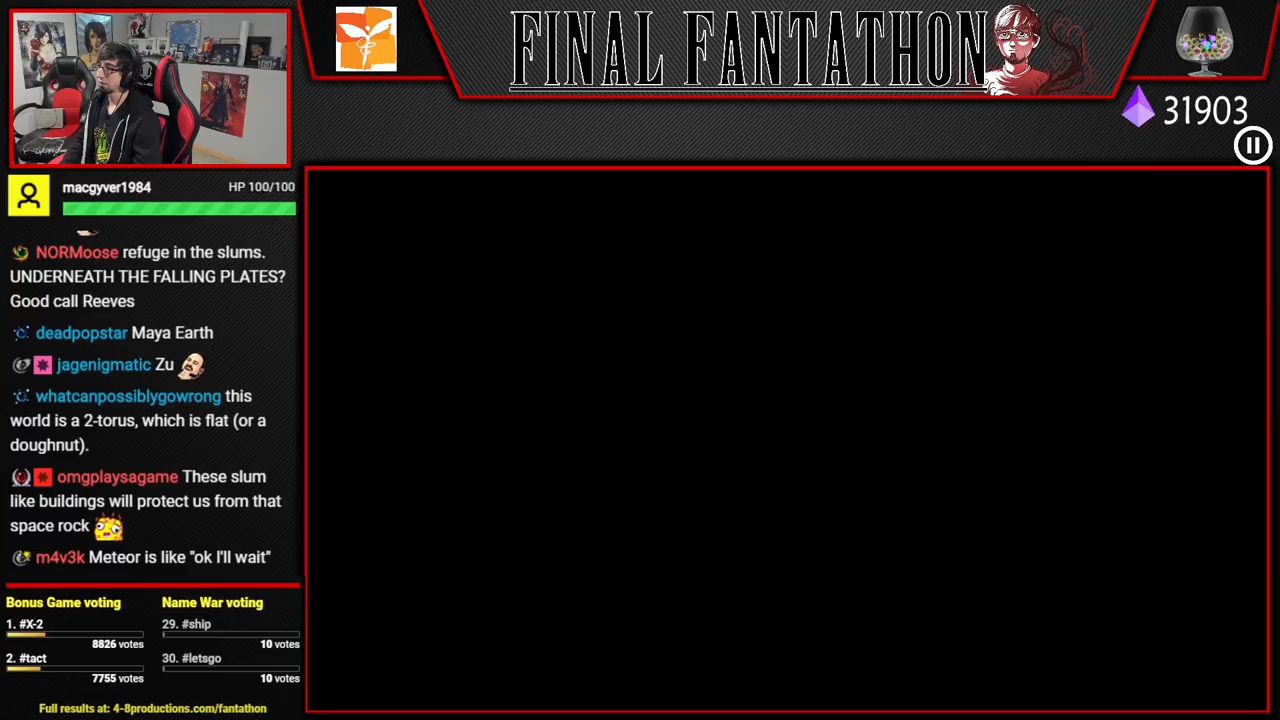 FINAL FANTATHON
31903
macgyver1984 HP 100/100
NORMoose refuge in the slums.
UNDERNEATH THE FALLING PLATES?
Good call Reeves
deadpopstar Maya Earth
jagenigmatic Zu
whatcanpossiblygowrong this
world is a 2-torus, which is flat (or a
doughnut).
omgplaysagame These slum
like buildings will protect us from that
space rock
m4v3k Meteor is like "ok I'll wait"
Bonus Game voting
1. #X-2
8826 votes
2. #tact
7755 votes
Name War voting
29. #ship
10 votes
30. #letsgo
10 votes
Full results at: 4-8productions.com/fantathon